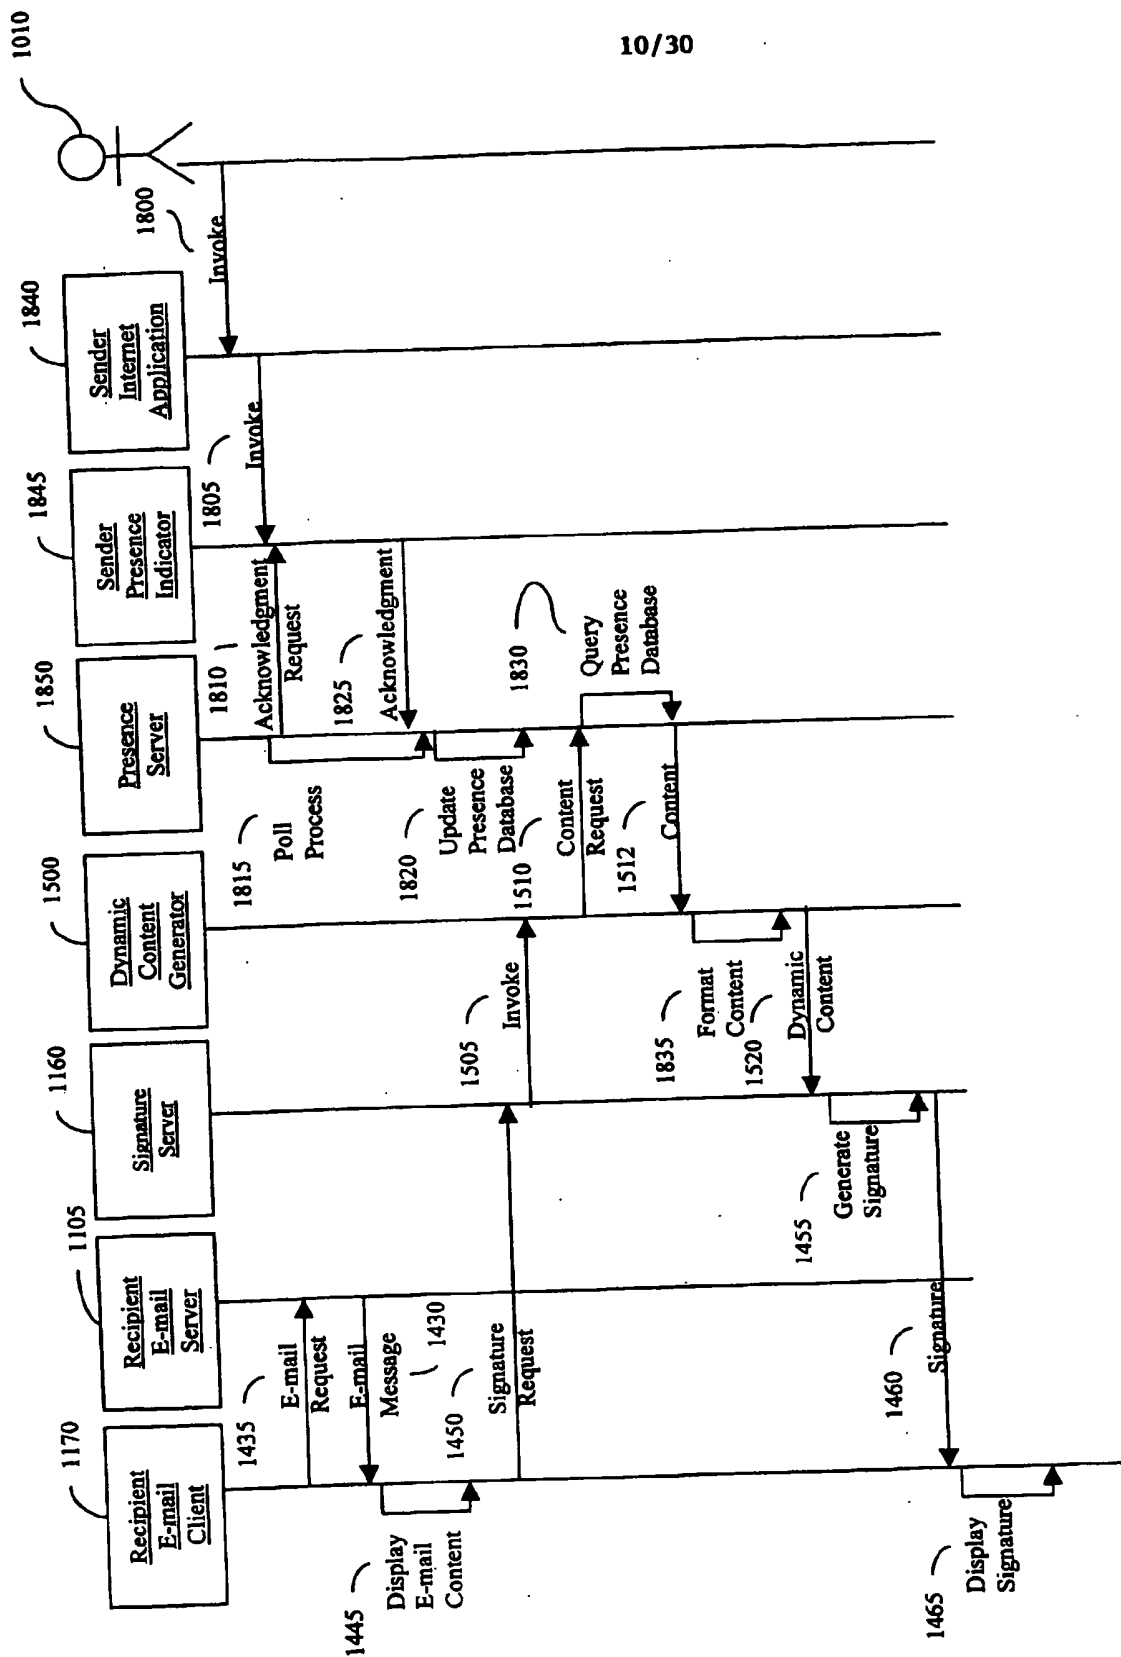 10/30
1170
Recipient
E-mail
Client
1105
Recipient
E-mail
Server
1160
Signature
Server
1500
Dynamic
Content
Generator
1850
Presence
Server
1845
Sender
Presence
Indicator
1840
Sender
Internet
Application
1010
1800
Invoke
1805
Invoke
1810
Acknowledgment
Request
1815
Poll
Process
1825
Acknowledgment
1820
Update
Presence
Database
1435
E-mail
Request
E-mail
Message
1430
1445
Display
E-mail
Content
1450
Signature
Request
1505
Invoke
1510
Content
Request
1830
Query
Presence
Database
1512
Content
1835
Format
Content
1520
Dynamic
Content
1455
Generate
Signature
1460
Signature
1465
Display
Signature